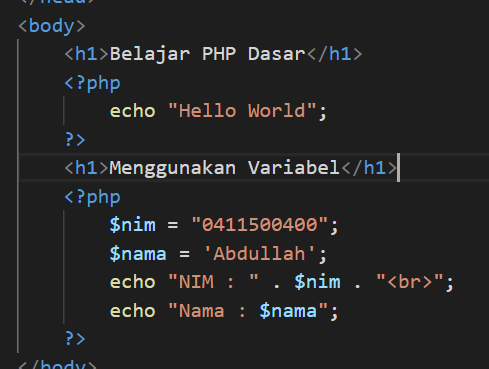 </head>
<body>
<h1>Belajar PHP Dasar</h1>
<?php
echo "Hello World";
?>
<h1>Menggunakan Variabel</h1>
<?php
$nim = "0411500400";
$nama = 'Abdullah';
echo "NIM : " . $nim . "<br>";
echo "Nama : $nama";
?>
</body>